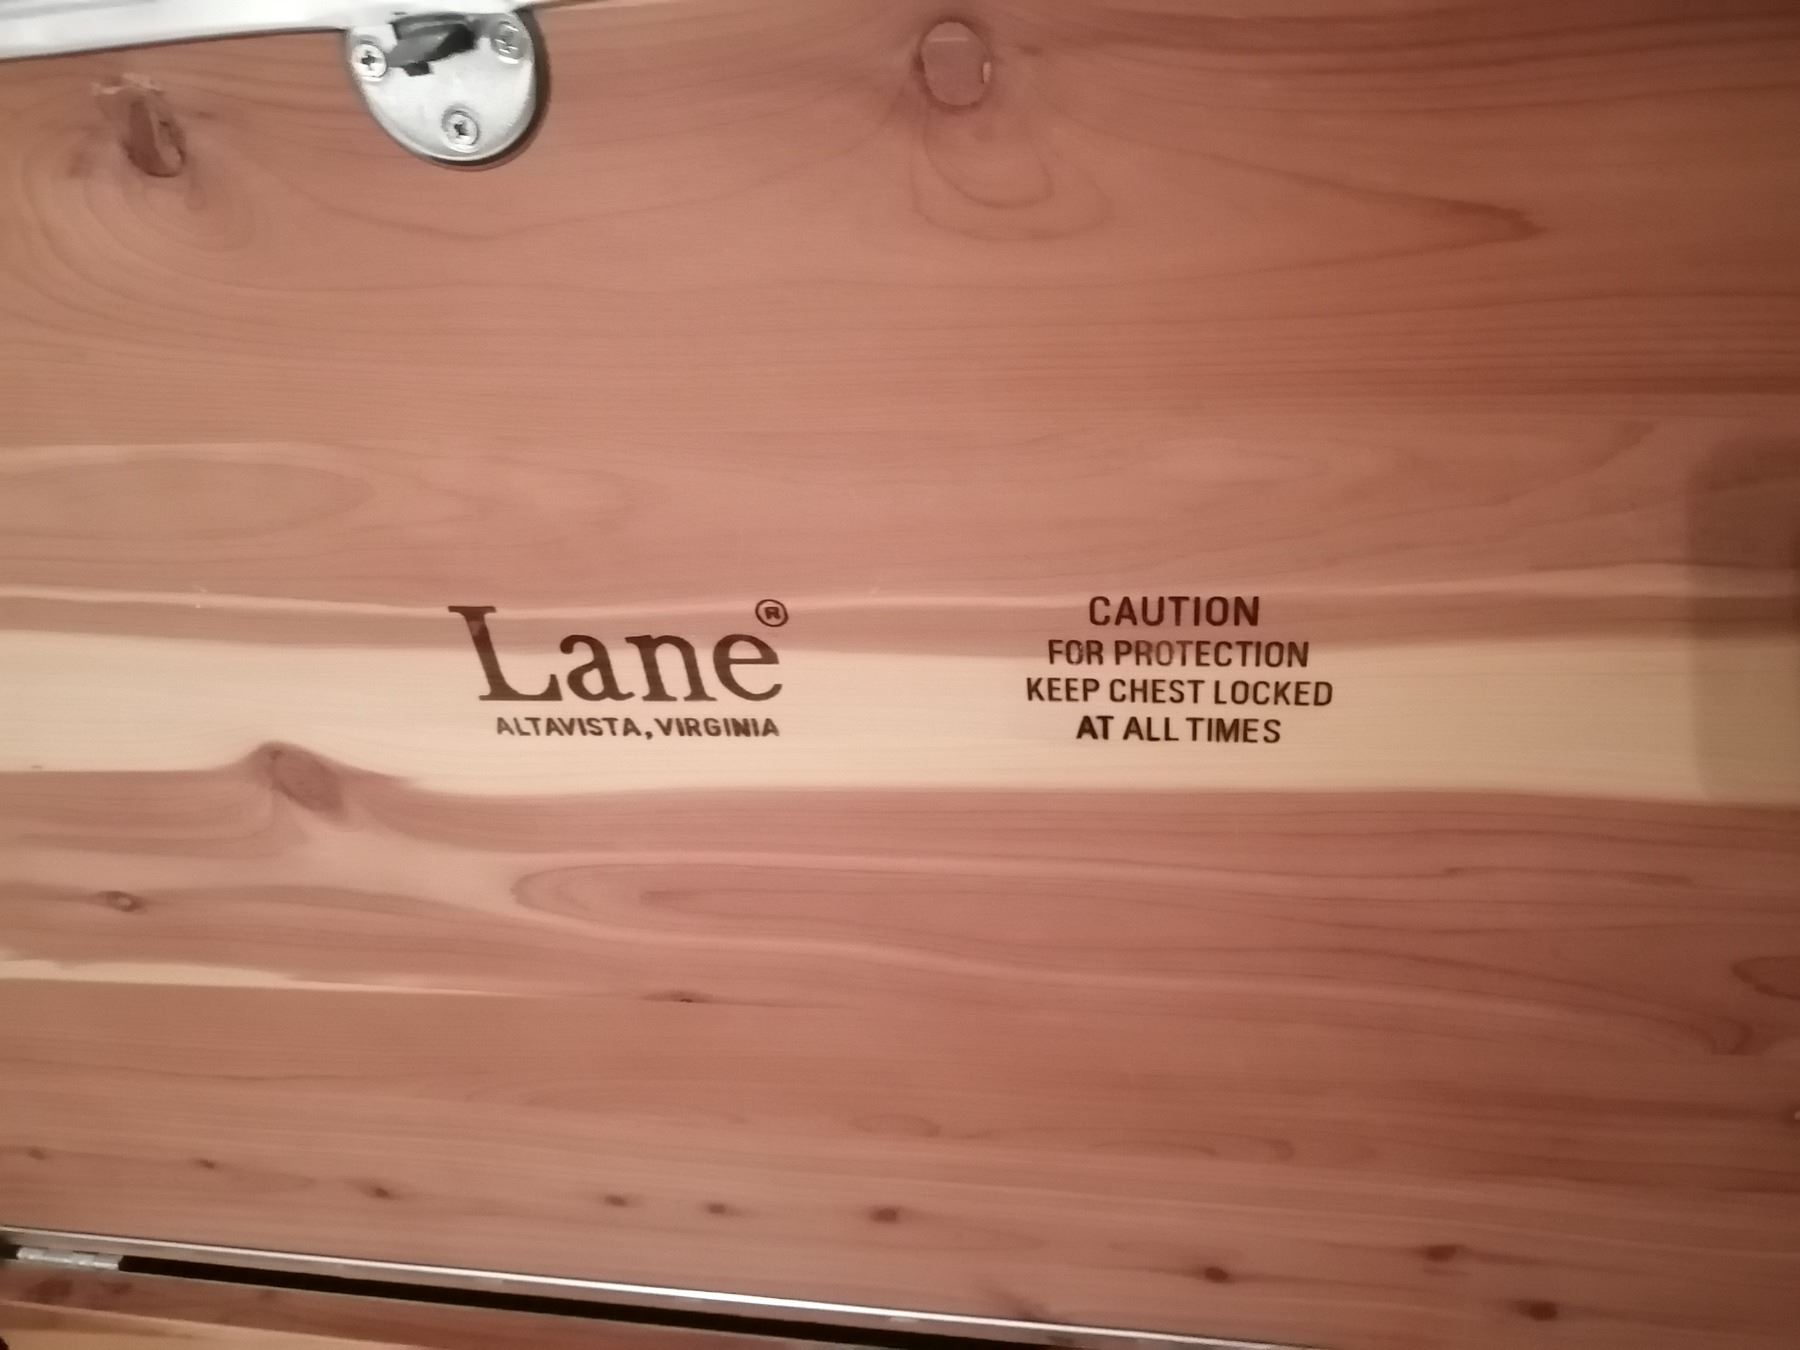 Lane®
ALTAVISTA, VIRGINIA
CAUTION
FOR PROTECTION
KEEP CHEST LOCKED
AT ALL TIMES